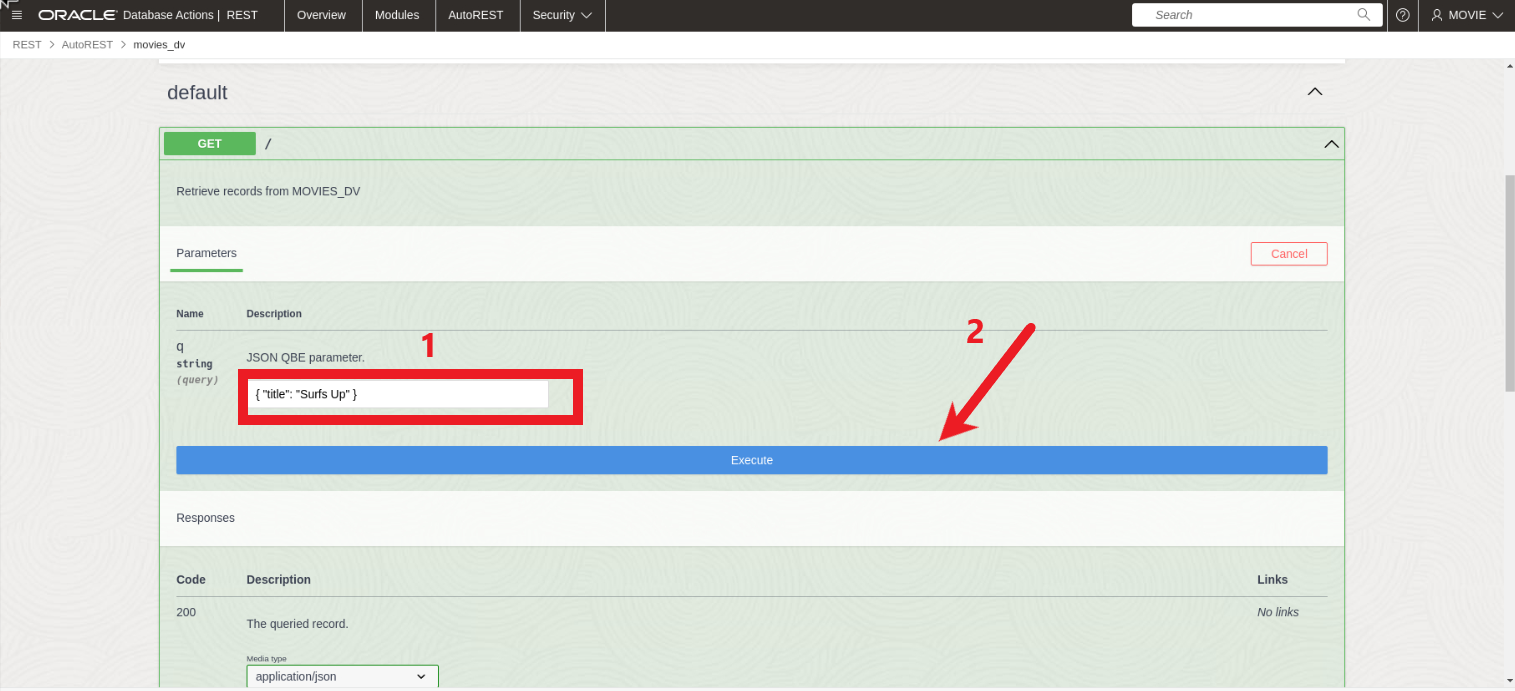 ORACLE Database Actions | REST Overview Modules AutoREST Security Search MOVIE
REST > AutoREST > movies_dv
default
GET /
Retrieve records from MOVIES_DV
Parameters Cancel
Name Description
1 2
q
string
(query)
JSON QBE parameter.
{ "title": "Surfs Up" }
Execute
Responses
Code Description Links
200 No links
The queried record.
Media type
application/json